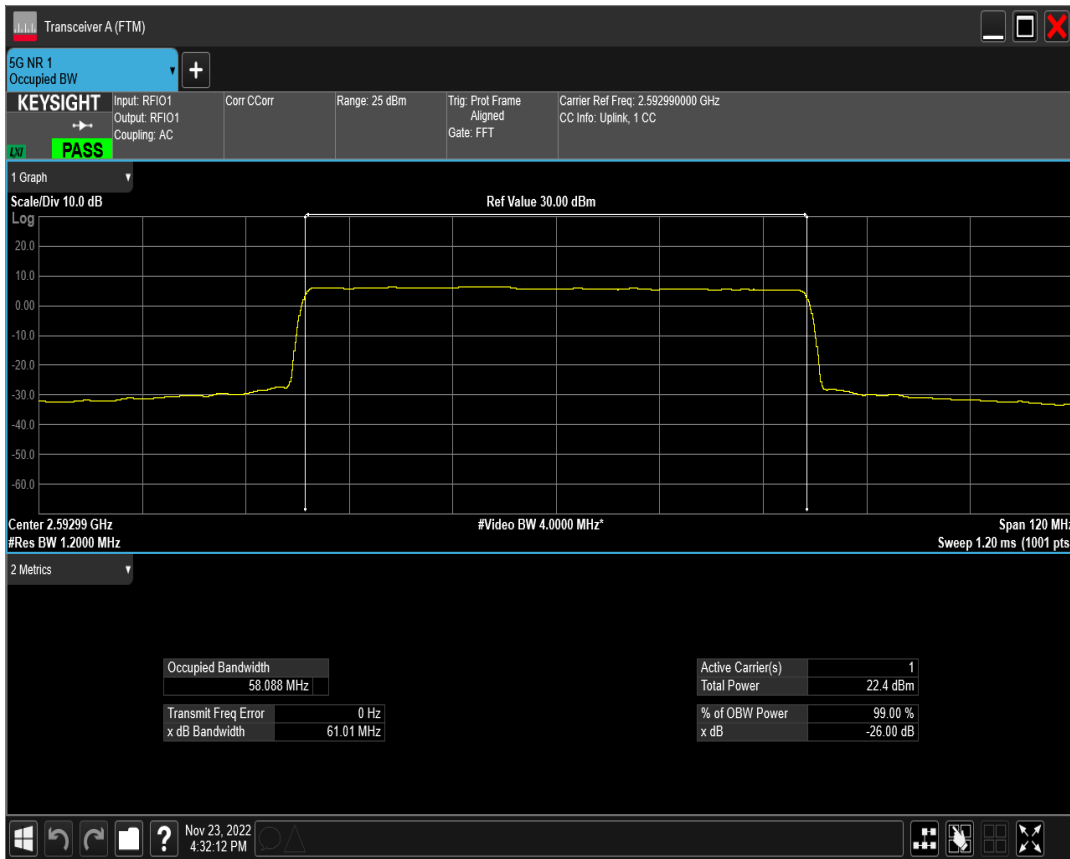 Transceiver A (FTM)
5G NR 1
Occupied BW
+
KEYSIGHT
LXI
PASS
Input: RFIO1
Output: RFIO1
Coupling: AC
Corr CCorr
Range: 25 dBm
Trig: Prot Frame
Aligned
Gate: FFT
Carrier Ref Freq: 2.592990000 GHz
CC Info: Uplink, 1 CC
1 Graph
Scale/Div 10.0 dB
Ref Value 30.00 dBm
Log
20.0
10.0
0.00
-10.0
-20.0
-30.0
-40.0
-50.0
-60.0
Center 2.59299 GHz
#Video BW 4.0000 MHz*
Span 120 MHz
#Res BW 1.2000 MHz
Sweep 1.20 ms (1001 pts
2 Metrics
Occupied Bandwidth
58.088 MHz
Transmit Freq Error 0 Hz
x dB Bandwidth 61.01 MHz
Active Carrier(s) 1
Total Power 22.4 dBm
% of OBW Power 99.00 %
x dB -26.00 dB
?
Nov 23, 2022
4:32:12 PM